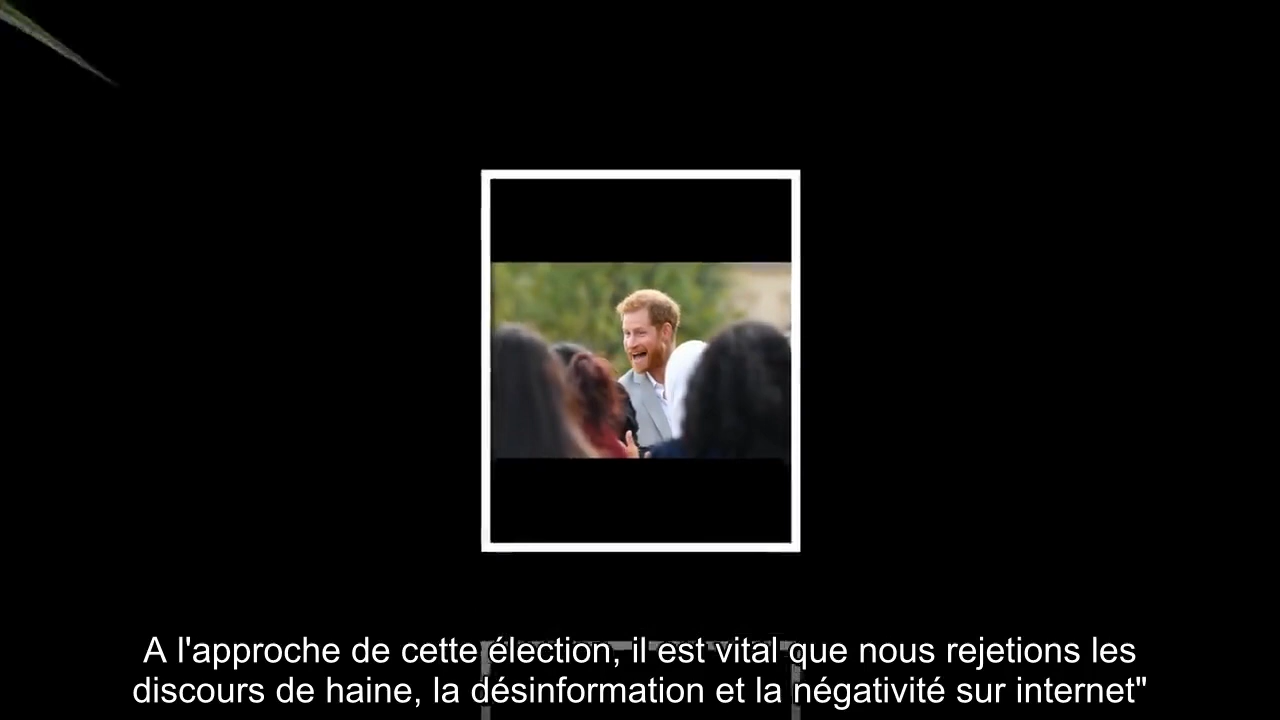 A l'approche de cette élection, il est vital que nous rejetions les
discours de haine, la désinformation et la négativité sur internet"